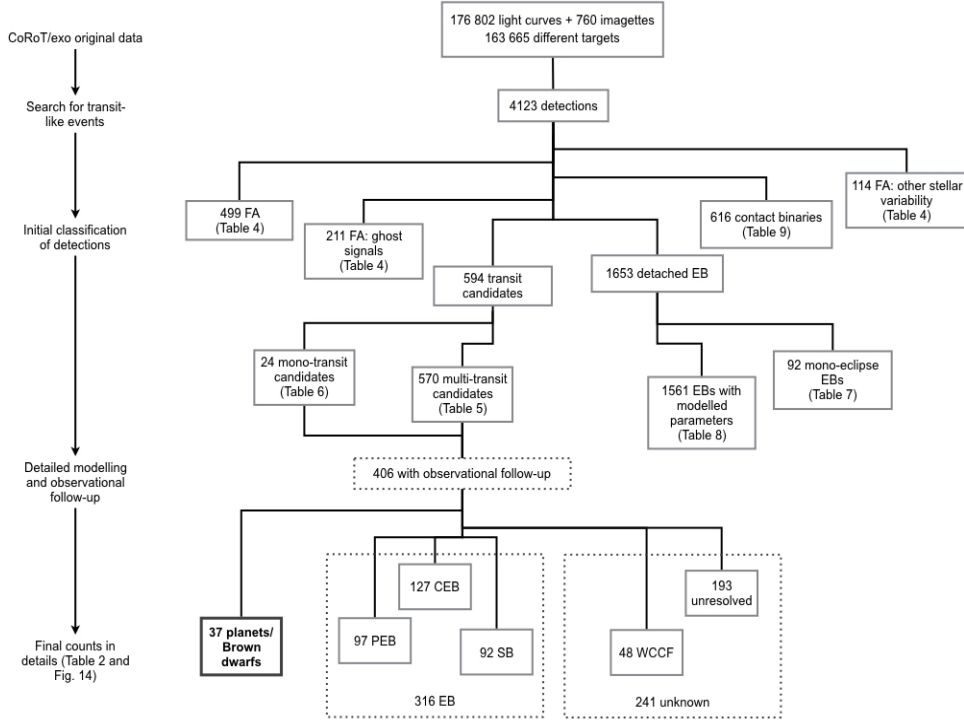 176 802 light curves + 760 imagettes
163 665 different targets
CoRoT/exo original data
Search for transit-
like events
4123 detections
Initial classification
of detections
499 FA
(Table 4)
211 FA: ghost
signals
(Table 4)
594 transit
candidates
1653 detached EB
616 contact binaries
(Table 9)
114 FA: other stellar
variability
(Table 4)
24 mono-transit
candidates
(Table 6)
570 multi-transit
candidates
(Table 5)
1561 EBs with
modelled
parameters
(Table 8)
92 mono-eclipse
EBs
(Table 7)
Detailed modelling
and observational
follow-up
406 with observational follow-up
Final counts in
details (Table 2 and
Fig. 14)
37 planets/
Brown
dwarfs
97 PEB
127 CEB
92 SB
316 EB
48 WCCF
193
unresolved
241 unknown